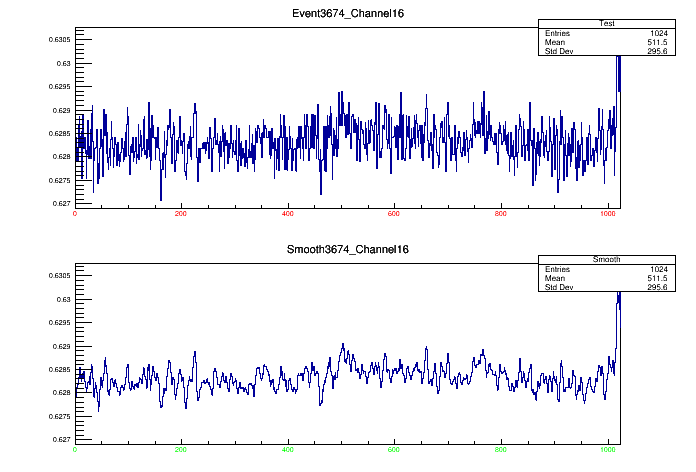 Event3674_Channel16
Test
Entries 1024
Mean 511.5
Std Dev 295.6
0.6305
0.63
0.6295
0.629
0.6285
0.628
0.6275
0.627
0 200 400 600 800 1000
Smooth3674_Channel16
Smooth
Entries 1024
Mean 511.5
Std Dev 295.6
0.6305
0.63
0.6295
0.629
0.6285
0.628
0.6275
0.627
0 200 400 600 800 1000